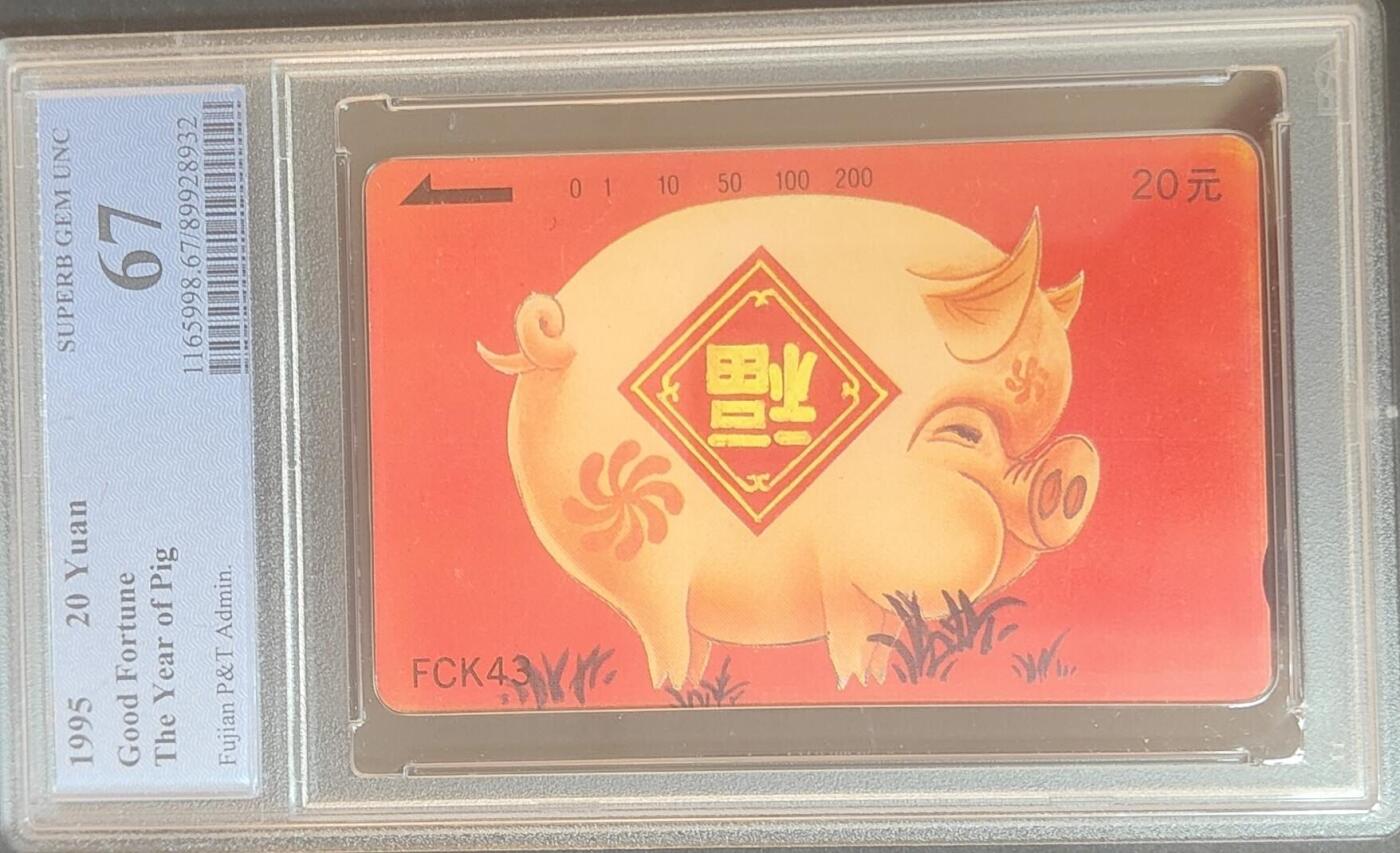 1995 20 Yuan SUPERB GEM UNC
Good Fortune 67
The Year of Pig
1165998.67/899928932
Fujian P&T Admin.
0 1 10 50 100 200
20元
福
FCK43